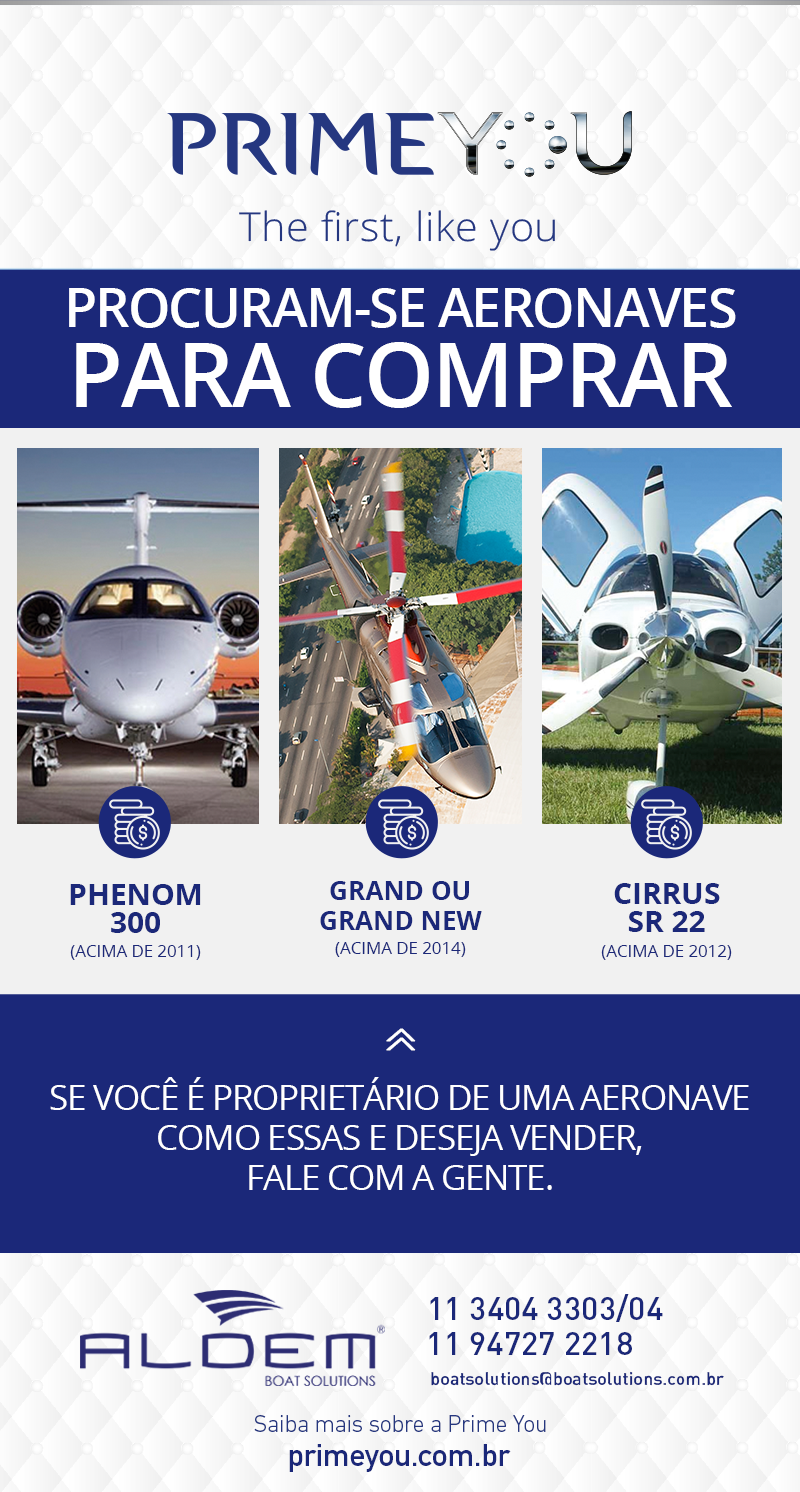 PRIMEYOU
The first, like you
PROCURAM-SE AERONAVES
PARA COMPRAR
PHENOM
300
(ACIMA DE 2011)
GRAND OU
GRAND NEW
(ACIMA DE 2014)
CIRRUS
SR 22
(ACIMA DE 2012)
SE VOCÊ É PROPRIETÁRIO DE UMA AERONAVE
COMO ESSAS E DESEJA VENDER,
FALE COM A GENTE.
ALDEM®
BOAT SOLUTIONS
11 3404 3303/04
11 94727 2218
boatsolutions@boatsolutions.com.br
Saiba mais sobre a Prime You
primeyou.com.br